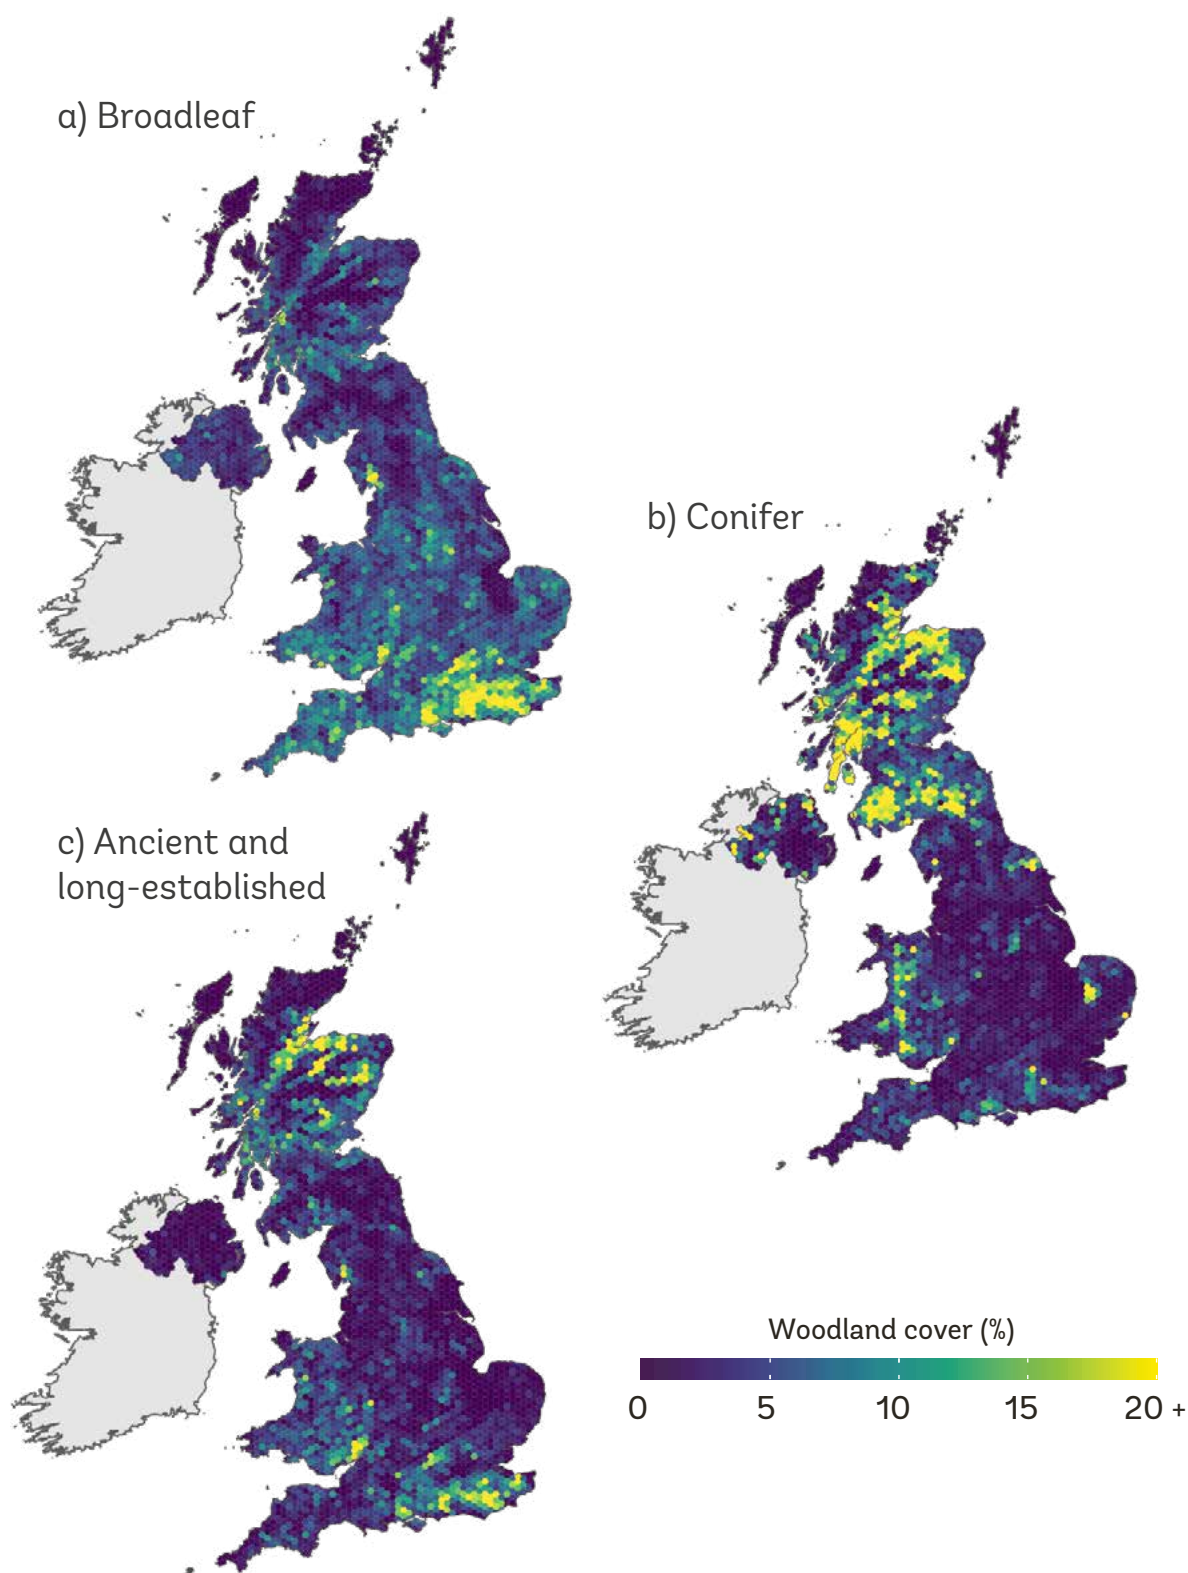 a) Broadleaf
b) Conifer
c) Ancient and
long-established
Woodland cover (%)
0 5 10 15 20 +